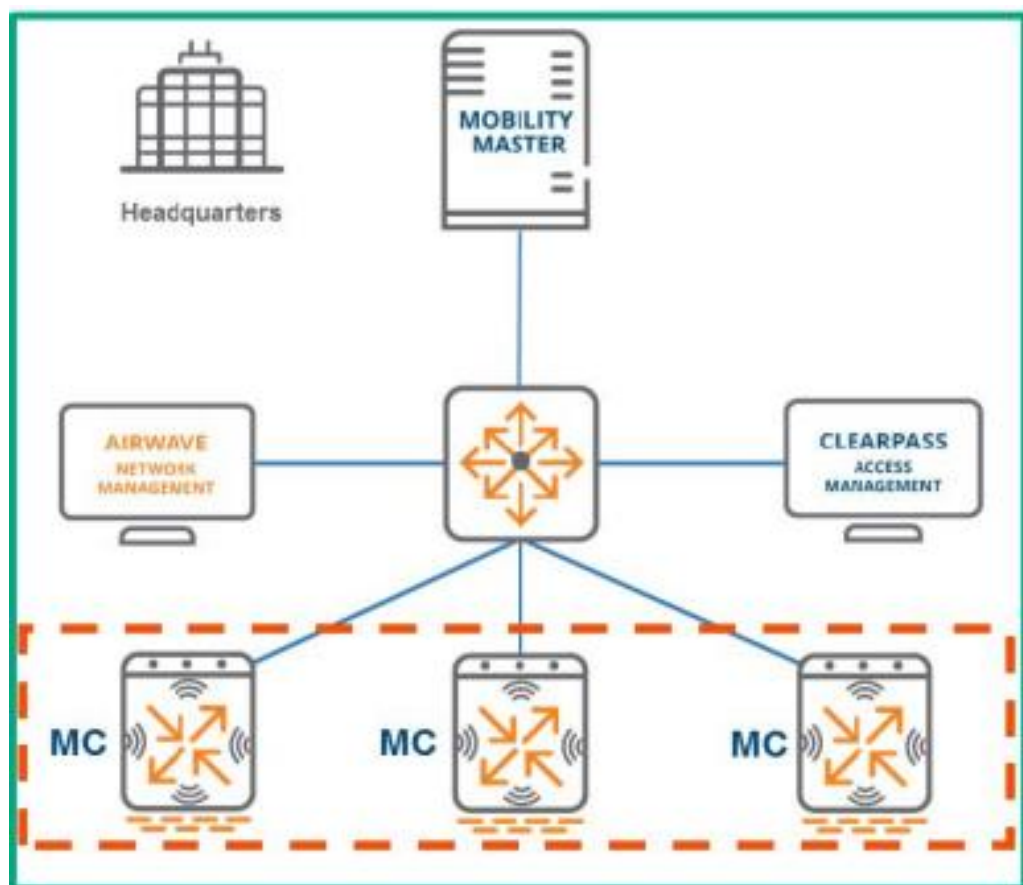 MOBILITY
MASTER
Headquarters
AIRWAVE
NETWORK
MANAGEMENT
CLEARPASS
ACCESS
MANAGEMENT
MC
MC
MC